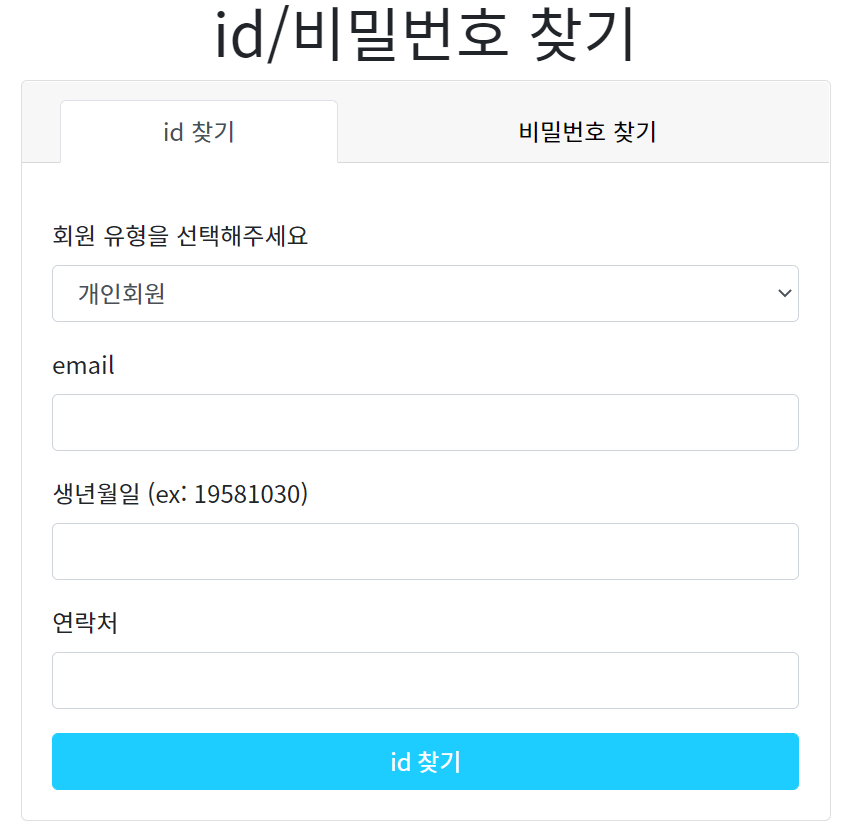 id/비밀번호 찾기
id 찾기
비밀번호 찾기
회원 유형을 선택해주세요
개인회원
email
생년월일 (ex: 19581030)
연락처
id 찾기